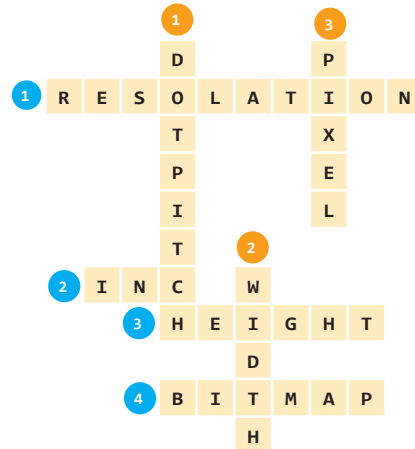 1 3
D P
1 R E S O L A T I O N
T X
P E
I L
T 2
2 I N C W
3 H E I G H T
D
4 B I T M A P
H